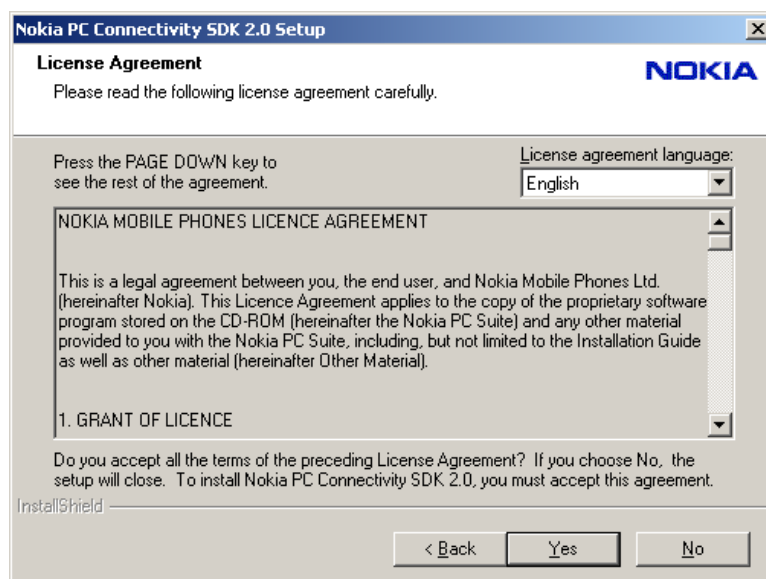 Nokia PC Connectivity SDK 2.0 Setup
License Agreement
Please read the following license agreement carefully.
NOKIA
Press the PAGE DOWN key to
see the rest of the agreement.
License agreement language:
English
NOKIA MOBILE PHONES LICENCE AGREEMENT
This is a legal agreement between you, the end user, and Nokia Mobile Phones Ltd.
(hereinafter Nokia). This Licence Agreement applies to the copy of the proprietary software
program stored on the CD-ROM (hereinafter the Nokia PC Suite) and any other material
provided to you with the Nokia PC Suite, including, but not limited to the Installation Guide
as well as other material (hereinafter Other Material).
1. GRANT OF LICENCE
Do you accept all the terms of the preceding License Agreement? If you choose No, the
setup will close. To install Nokia PC Connectivity SDK 2.0, you must accept this agreement.
InstallShield
< Back
Yes
No